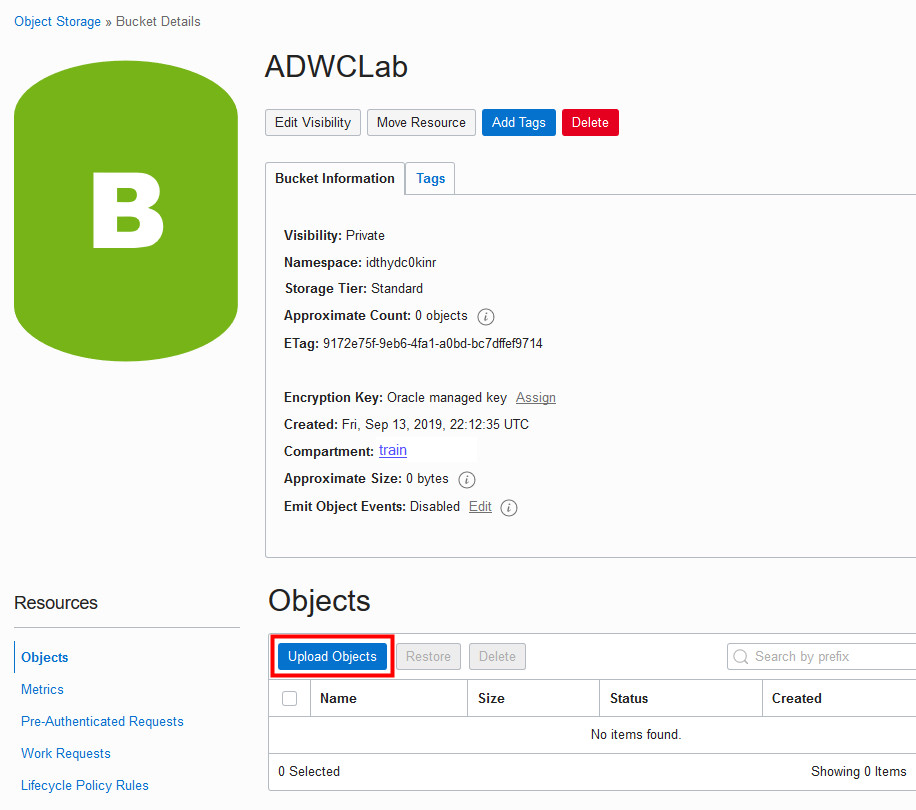 Object Storage » Bucket Details
ADWCLab
B
Edit Visibility Move Resource Add Tags Delete
Bucket Information Tags
Visibility: Private
Namespace: idthydc0kinr
Storage Tier: Standard
Approximate Count: 0 objects i
ETag: 9172e75f-9eb6-4fa1-a0bd-bc7dffef9714
Encryption Key: Oracle managed key Assign
Created: Fri, Sep 13, 2019, 22:12:35 UTC
Compartment: train
Approximate Size: 0 bytes i
Emit Object Events: Disabled Edit i
Resources
Objects
Metrics
Pre-Authenticated Requests
Work Requests
Lifecycle Policy Rules
Objects
Upload Objects Restore Delete Search by prefix
Name Size Status Created
No items found.
0 Selected Showing 0 Items